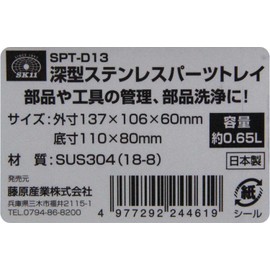 SK11
SPT-D13
深型ステンレスパーツトレイ
部品や工具の管理、部品洗浄に!
サイズ:外寸137×106×60mm
底寸110×80mm
容量
約0.65L
材 質:SUS304(18-8)
日本製
発売元
藤原産業株式会社
兵庫県三木市福井2115-1
TEL.0794-86-8200
紙
シール
4 977292 244619